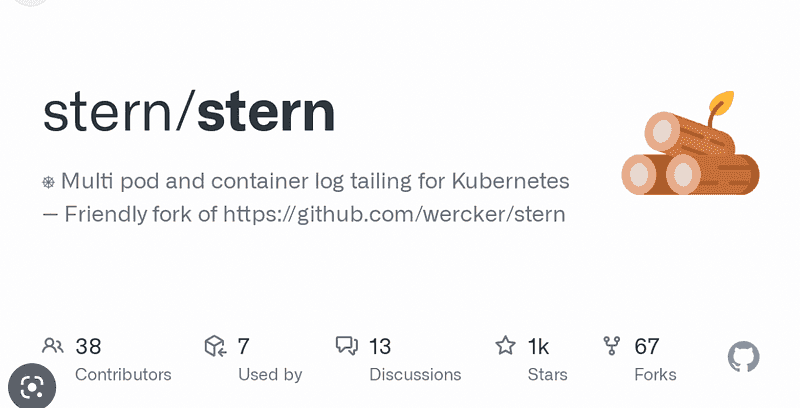 stern/stern
Multi pod and container log tailing for Kubernetes
— Friendly fork of https://github.com/wercker/stern
38 7 13 1k 67
Contributors Used by Discussions Stars Forks